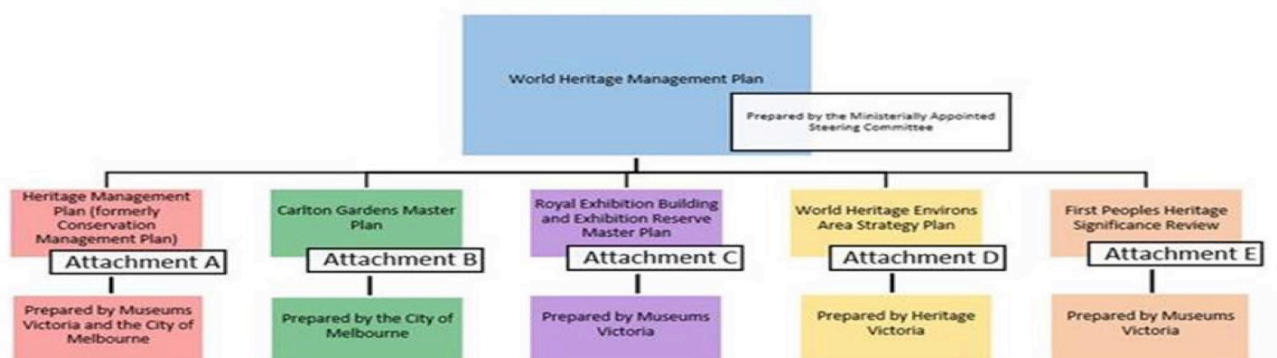 World Heritage Management Plan
Prepared by the Ministerially Appointed
Steering Committee
Heritage Management
Plan (formerly
Conservation
Management Plan)
Attachment A
Prepared by Museums
Victoria and the City of
Melbourne
Carlton Gardens Master
Plan
Attachment B
Prepared by the City of
Melbourne
Royal Exhibition Building
and Exhibition Reserve
Master Plan
Attachment C
Prepared by Museums
Victoria
World Heritage Environs
Area Strategy Plan
Attachment D
Prepared by Heritage
Victoria
First Peoples Heritage
Significance Review
Attachment E
Prepared by Museums
Victoria